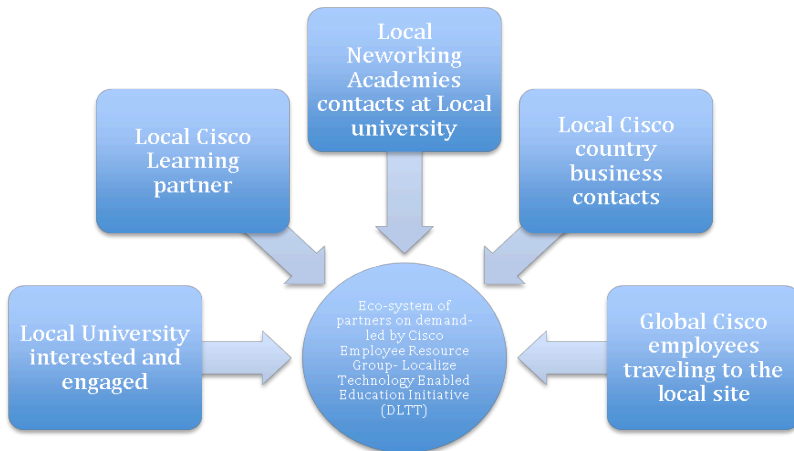 Local
Neworking
Academies
contacts at Local
university
Local Cisco
Learning
partner
Local Cisco
country
business
contacts
Local University
interested and
engaged
Eco-system of
partners on demand-
led by Cisco
Employee Resource
Group- Localize
Technology Enabled
Education Initiative
(DLTT)
Global Cisco
employees
traveling to the
local site